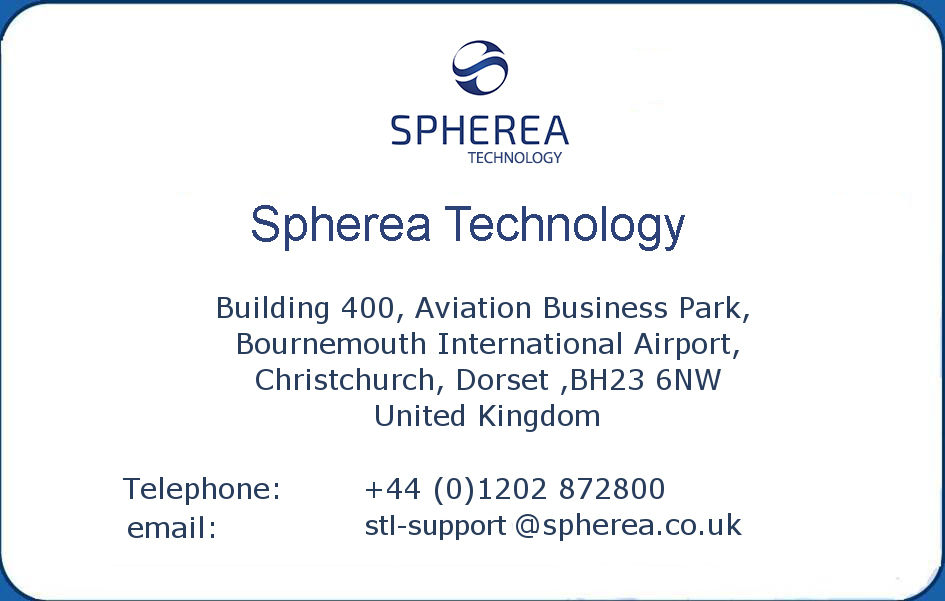 SPHEREA
TECHNOLOGY
Spherea Technology
Building 400, Aviation Business Park,
Bournemouth International Airport,
Christchurch, Dorset ,BH23 6NW
United Kingdom
Telephone: +44 (0)1202 872800
email: stl-support @spherea.co.uk